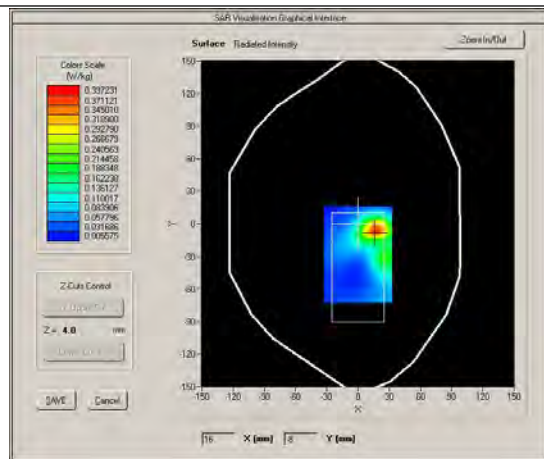 SAR Visualisation Graphical Interface
Surface Radiated Intensity
Zoom In/Out
Colors Scale
(W/kg)
0.397231
0.371121
0.345010
0.318900
0.292790
0.266679
0.240569
0.214458
0.188348
0.162238
0.136127
0.110017
0.083906
0.057796
0.031686
0.005575
150
120
90
60
30
0
-30
-60
-90
-120
-150
Y
-150 -120 -90 -60 -30 0 30 60 90 120 150
X
Z-Cuts Control
Z = 4.0 mm
SAVE Cancel
16 X (mm) -8 Y (mm)